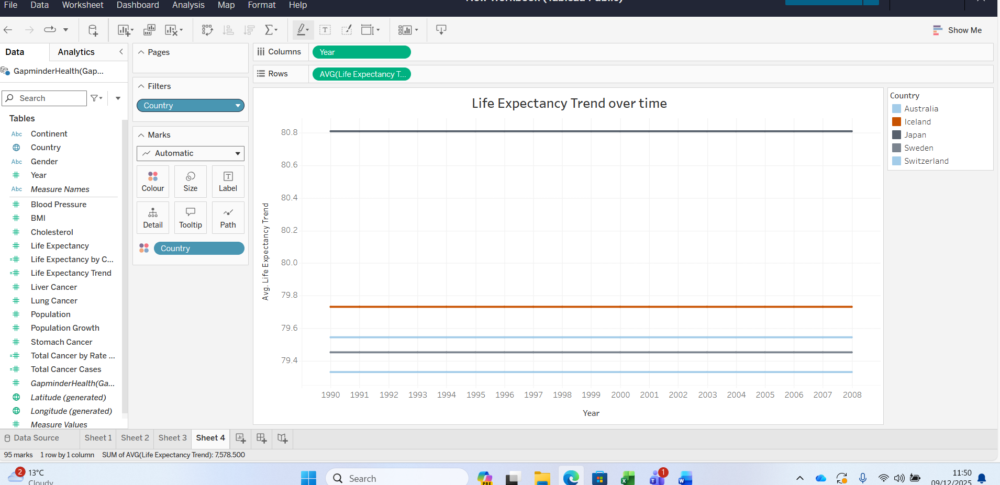 File Data Worksheet Dashboard Analysis Map Format Help
Show Me
Data Analytics
GapminderHealth(Gap...
Search
Tables
Abc Continent
Country
Abc Gender
Year
Abc Measure Names
Blood Pressure
BMI
Cholesterol
Life Expectancy
Life Expectancy by C...
Life Expectancy Trend
Liver Cancer
Lung Cancer
Population
Population Growth
Stomach Cancer
Total Cancer by Rate ...
Total Cancer Cases
GapminderHealth(Ga...
Latitude (generated)
Longitude (generated)
Measure Values
Pages
Filters
Country
Marks
Automatic
Colour Size Label
Detail Tooltip Path
Country
Columns Year
Rows AVG(Life Expectancy T...
Life Expectancy Trend over time
Avg. Life Expectancy Trend
80.8
80.6
80.4
80.2
80.0
79.8
79.6
79.4
1990 1991 1992 1993 1994 1995 1996 1997 1998 1999 2000 2001 2002 2003 2004 2005 2006 2007 2008
Year
Country
Australia
Iceland
Japan
Sweden
Switzerland
Data Source Sheet 1 Sheet 2 Sheet 3 Sheet 4
95 marks 1 row by 1 column SUM of AVG(Life Expectancy Trend): 7,578.500
2 13°C
Cloudy
Search
PRE
1
11:50
09/12/2025